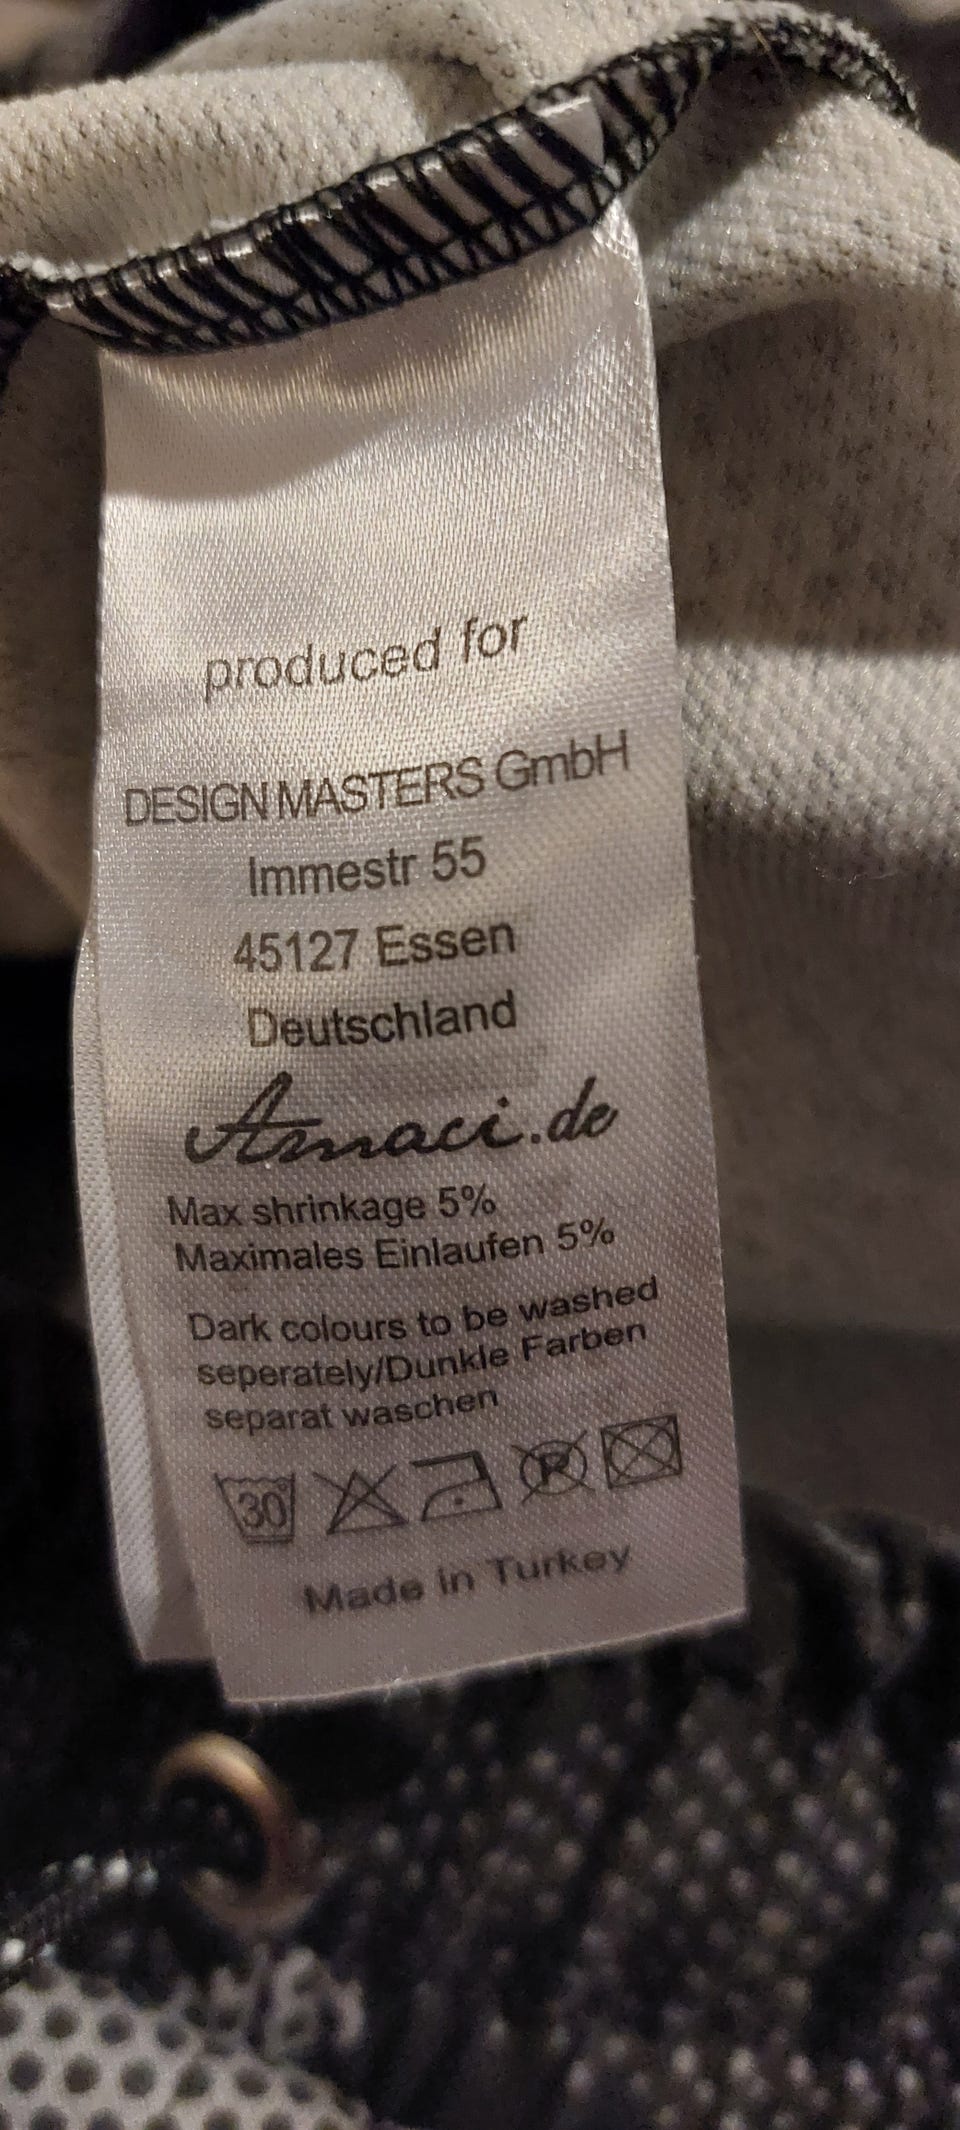 produced for
DESIGN MASTERS GmbH
Immestr 55
45127 Essen
Deutschland
Amaci.de
Max shrinkage 5%
Maximales Einlaufen 5%
Dark colours to be washed
seperately/Dunkle Farben
separat waschen
30° P
Made in Turkey